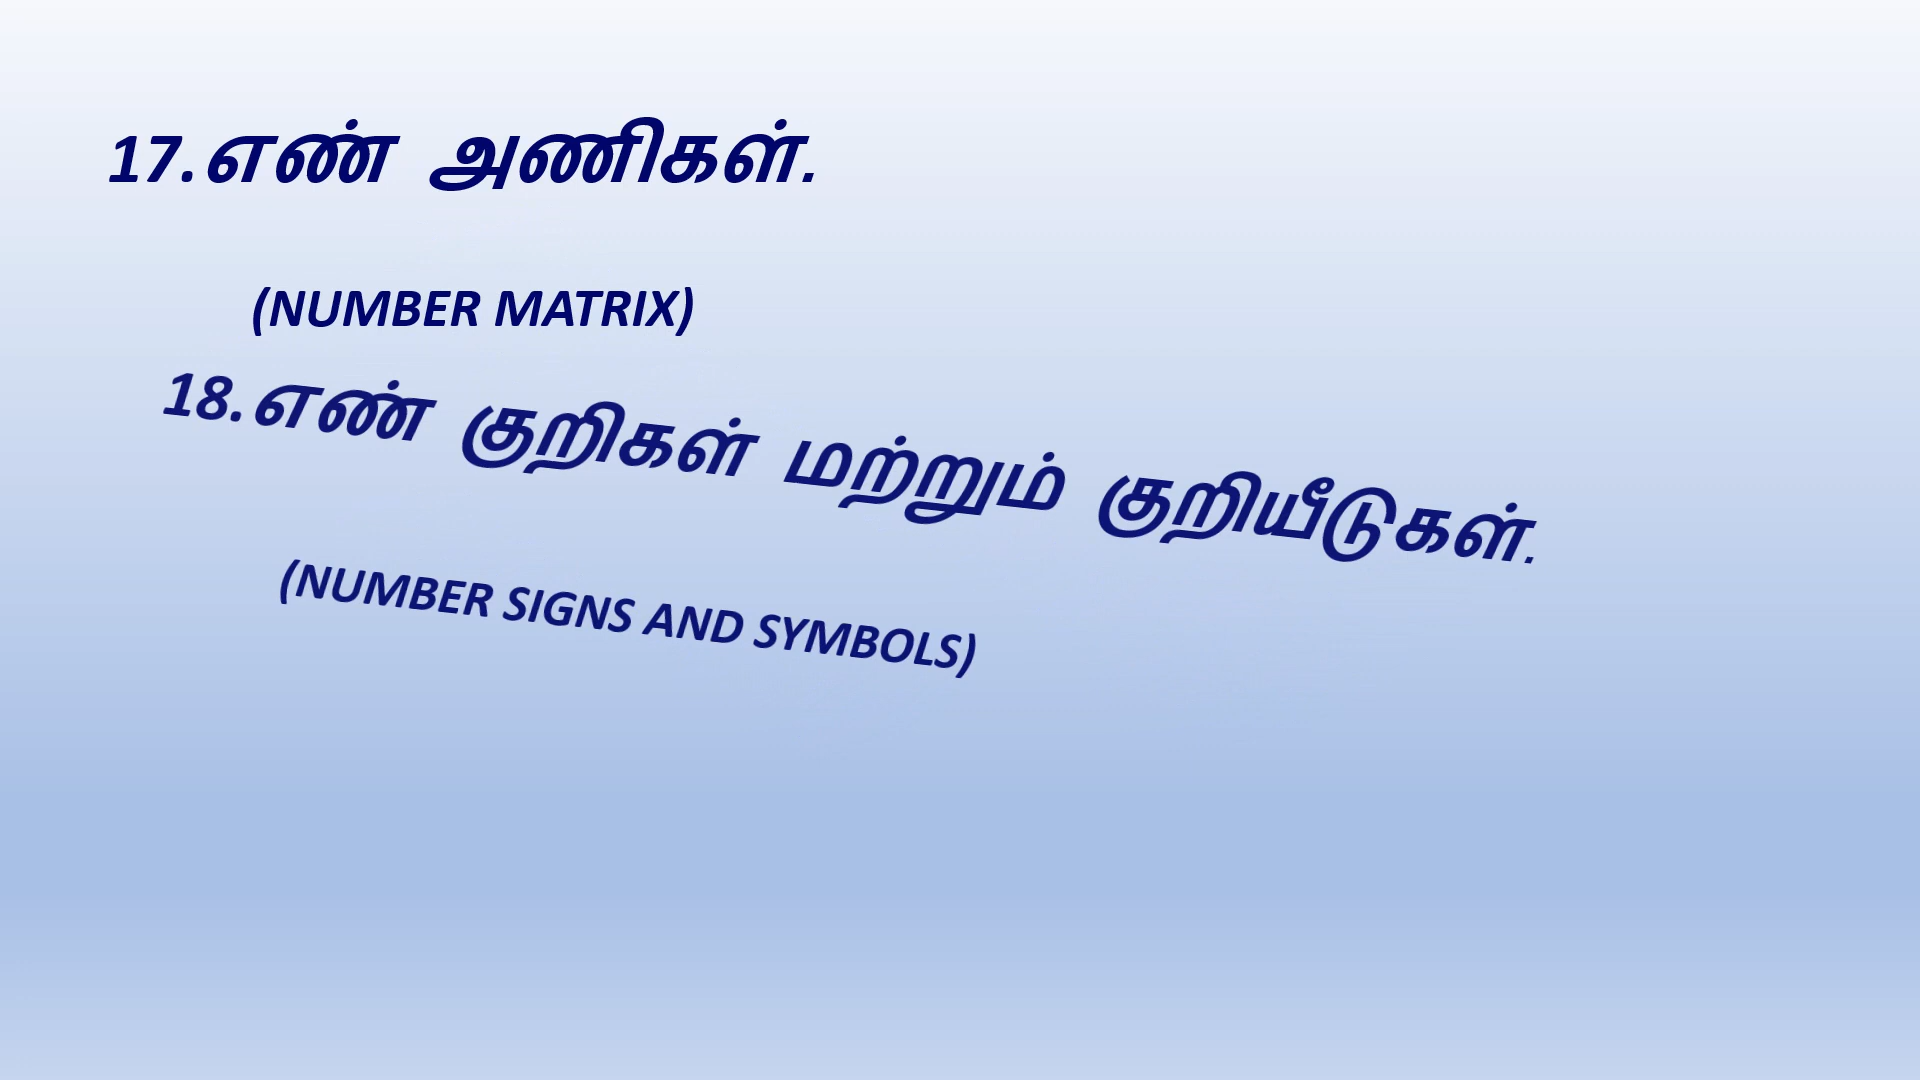 17.எண் அணிகள்.
(NUMBER MATRIX)
18.எண் குறிகள் மற்றும் குறியீடுகள்.
(NUMBER SIGNS AND SYMBOLS)